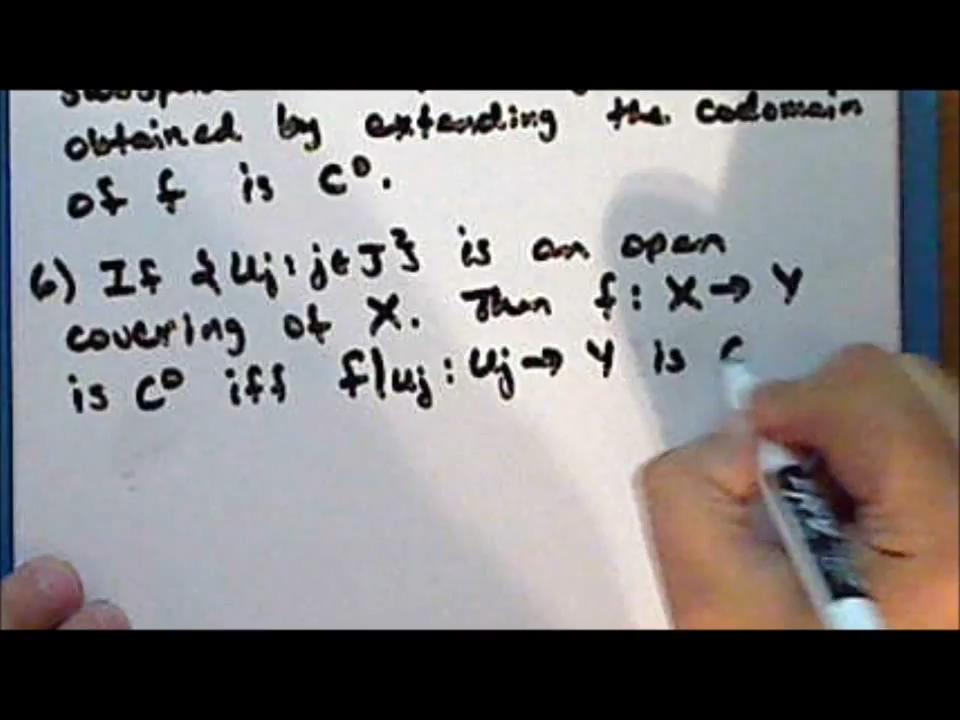 obtained by extending the codomain
of f is C⁰.
6) If {Uj : j∈J} is an open
covering of X. Then f : X→Y
is C⁰ iff f|uj : Uj→ Y is C